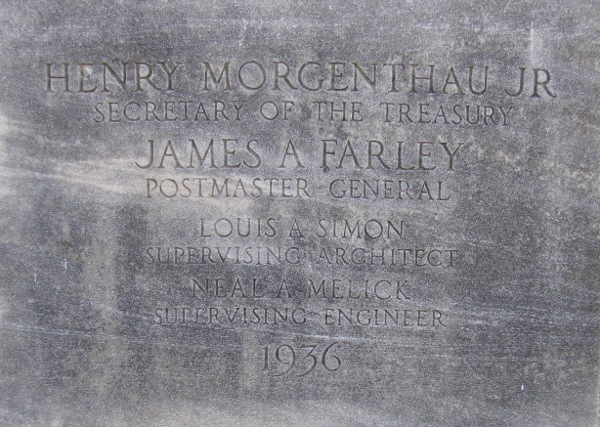 HENRY MORGENTHAU JR
SECRETARY OF THE TREASURY
JAMES A FARLEY
POSTMASTER GENERAL
LOUIS A SIMON
SUPERVISING ARCHITECT
NEAL A MELICK
SUPERVISING ENGINEER
1936